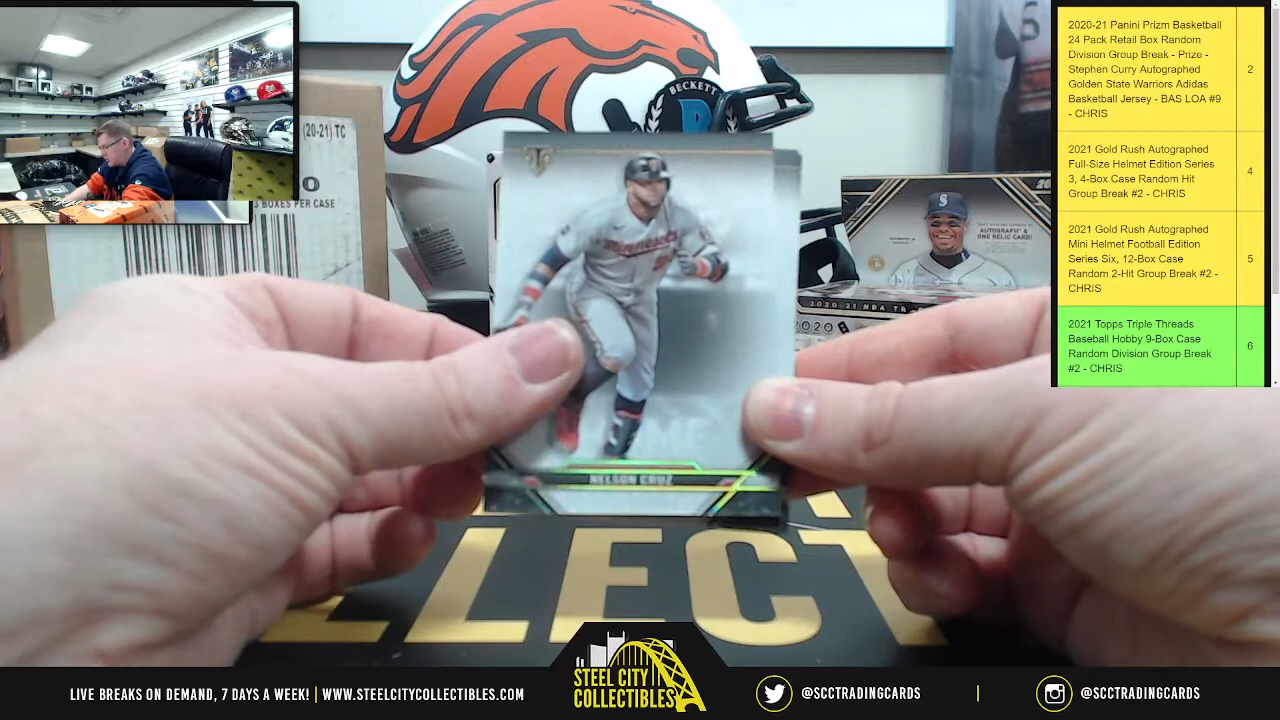 2020-21 Panini Prizm Basketball
24 Pack Retail Box Random
Division Group Break - Prize -
Stephen Curry Autographed
Golden State Warriors Adidas
Basketball Jersey - BAS LOA #9
- CHRIS
2
2021 Gold Rush Autographed
Full-Size Helmet Edition Series
3, 4-Box Case Random Hit
Group Break #2 - CHRIS
4
2021 Gold Rush Autographed
Mini Helmet Football Edition
Series Six, 12-Box Case
Random 2-Hit Group Break #2 -
CHRIS
5
2021 Topps Triple Threads
Baseball Hobby 9-Box Case
Random Division Group Break
#2 - CHRIS
6
BECKETT
B
(20-21) TC
3 BOXES PER CASE
S
AUTOGRAPH &
ONE RELIC CARD!
2020-21 NBA TR
2020
Minnesota
NELSON CRUZ
LECT
LIVE BREAKS ON DEMAND, 7 DAYS A WEEK! | WWW.STEELCITYCOLLECTIBLES.COM
STEEL CITY
COLLECTIBLES
@SCCTRADINGCARDS
@SCCTRADINGCARDS